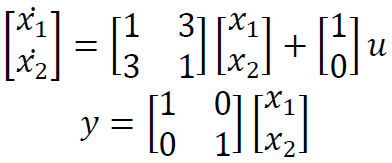 [ẋ₁; ẋ₂] = [1 3; 3 1] [x₁; x₂] + [1; 0] u
y = [1 0; 0 1] [x₁; x₂]